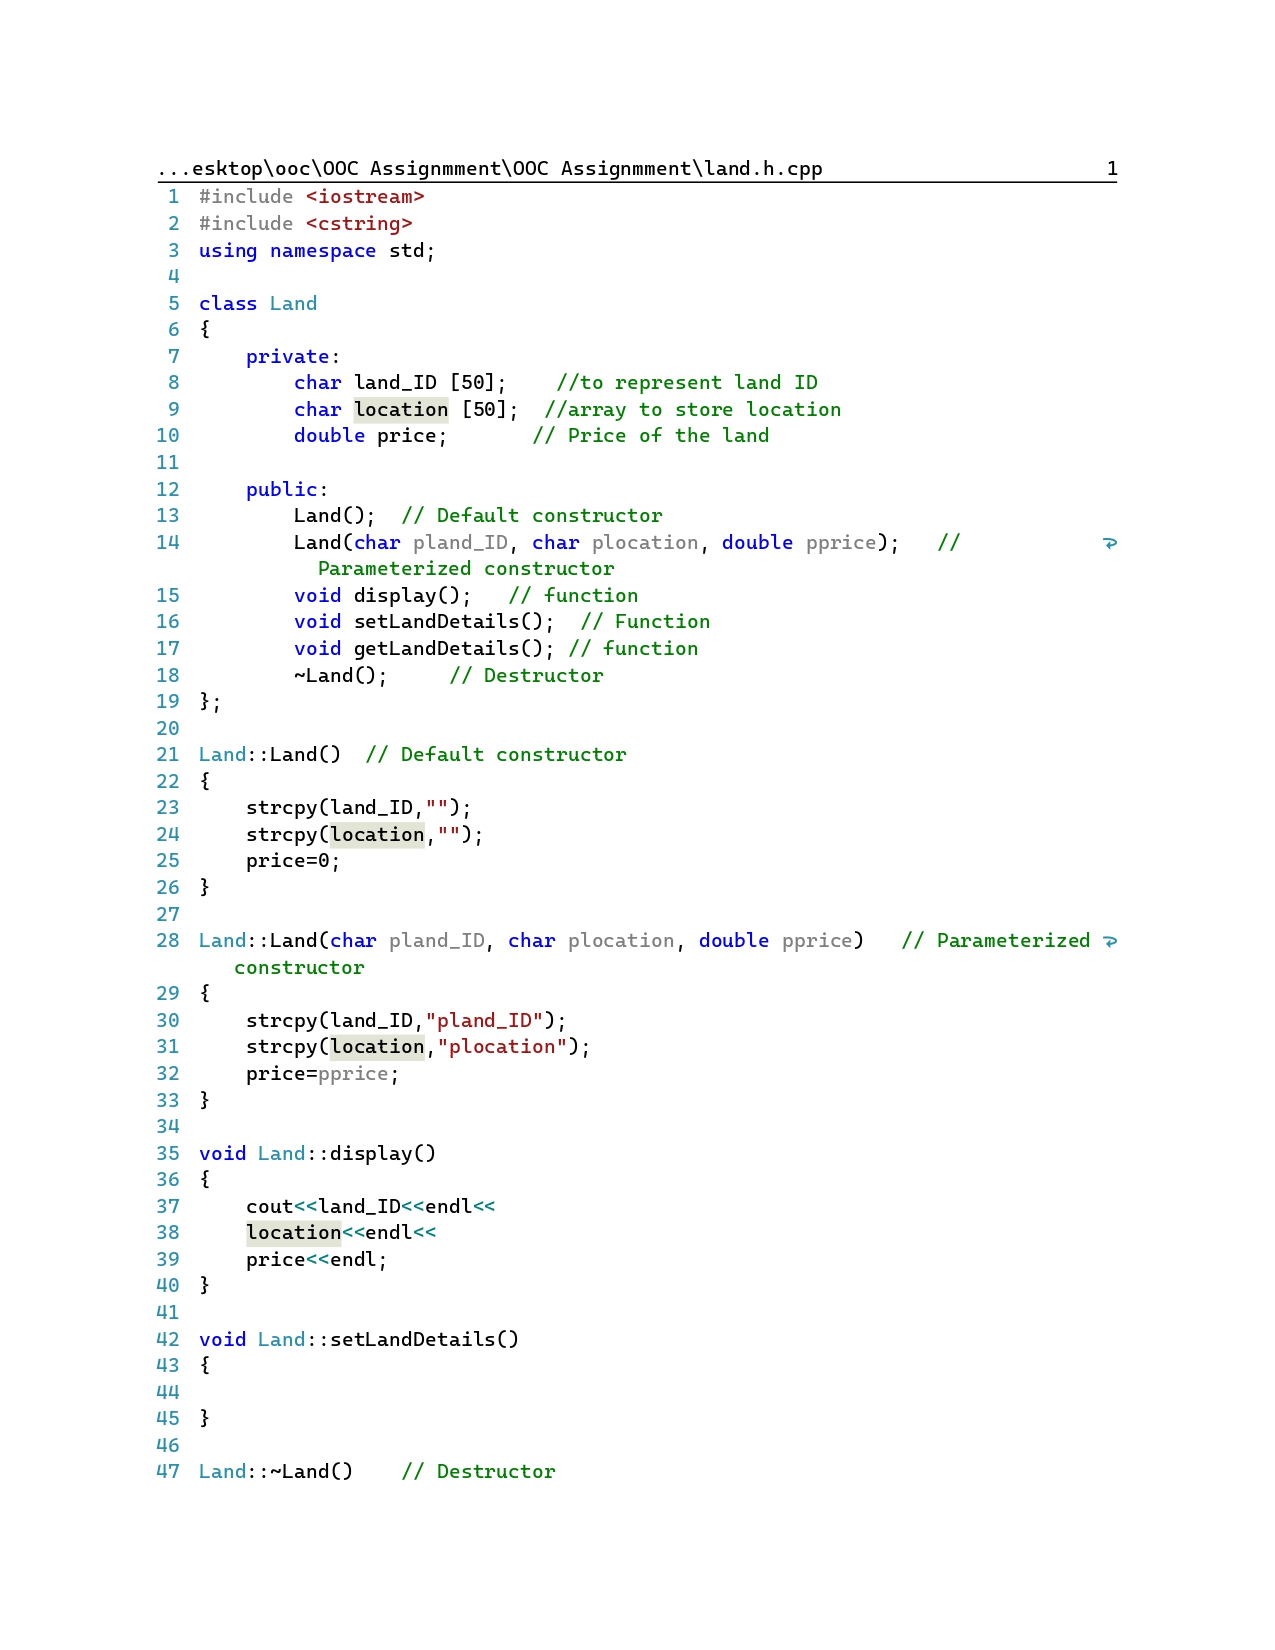 ...esktop\ooc\OOC Assignmment\OOC Assignmment\land.h.cpp 1
1 #include <iostream>
2 #include <cstring>
3 using namespace std;
4
5 class Land
6 {
7     private:
8         char land_ID [50];    //to represent land ID
9         char location [50];  //array to store location
10         double price;       // Price of the land
11
12     public:
13         Land();  // Default constructor
14         Land(char pland_ID, char plocation, double pprice);   //
Parameterized constructor
15         void display();   // function
16         void setLandDetails();  // Function
17         void getLandDetails(); // function
18         ~Land();     // Destructor
19 };
20
21 Land::Land()  // Default constructor
22 {
23     strcpy(land_ID,"");
24     strcpy(location,"");
25     price=0;
26 }
27
28 Land::Land(char pland_ID, char plocation, double pprice)   // Parameterized
constructor
29 {
30     strcpy(land_ID,"pland_ID");
31     strcpy(location,"plocation");
32     price=pprice;
33 }
34
35 void Land::display()
36 {
37     cout<<land_ID<<endl<<
38     location<<endl<<
39     price<<endl;
40 }
41
42 void Land::setLandDetails()
43 {
44
45 }
46
47 Land::~Land()    // Destructor